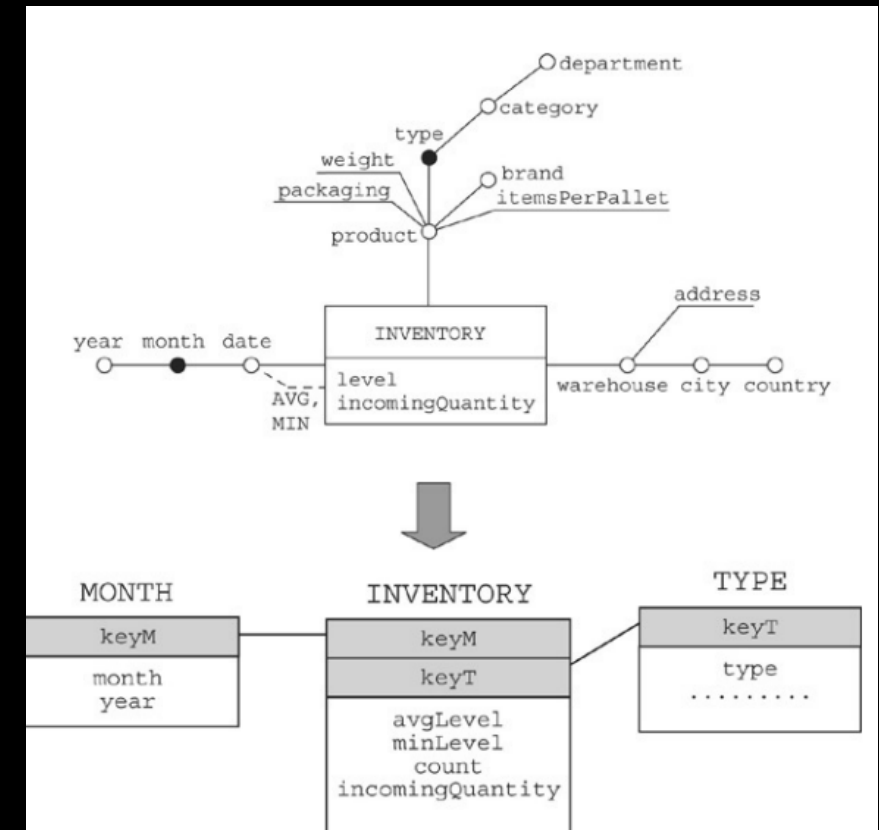 department
category
type
weight
brand
packaging
itemsPerPallet
product
address
INVENTORY
year month date
level
warehouse city country
AVG,
incomingQuantity
MIN
MONTH
INVENTORY
TYPE
keyM
keyM
keyT
keyT
month
type
year
.........
avgLevel
minLevel
count
incomingQuantity